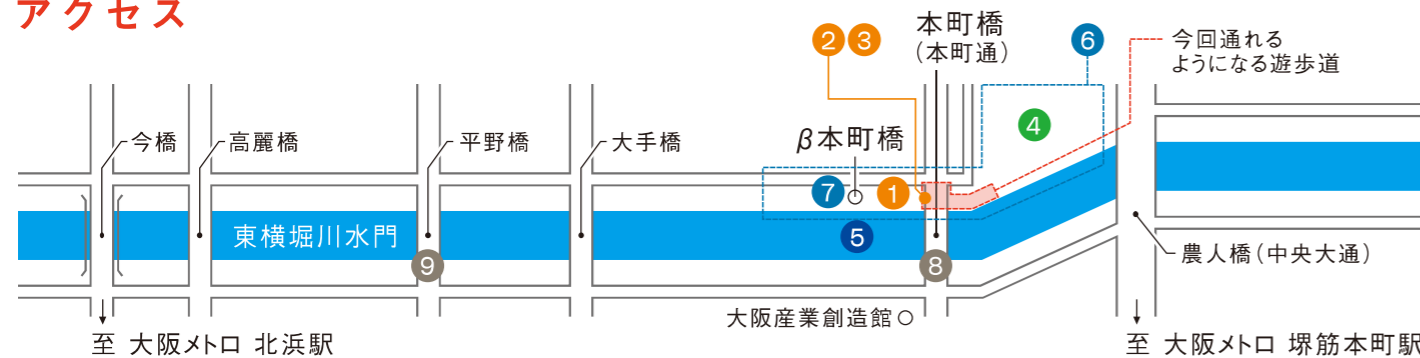 アクセス
2 3
本町橋
(本町通)
6
今回通れる
ようになる遊歩道
4
今橋
高麗橋
平野橋
大手橋
β本町橋
7
1
東横堀川水門
5
9
8
農人橋(中央大通)
大阪産業創造館
至 大阪メトロ 北浜駅
至 大阪メトロ 堺筋本町駅